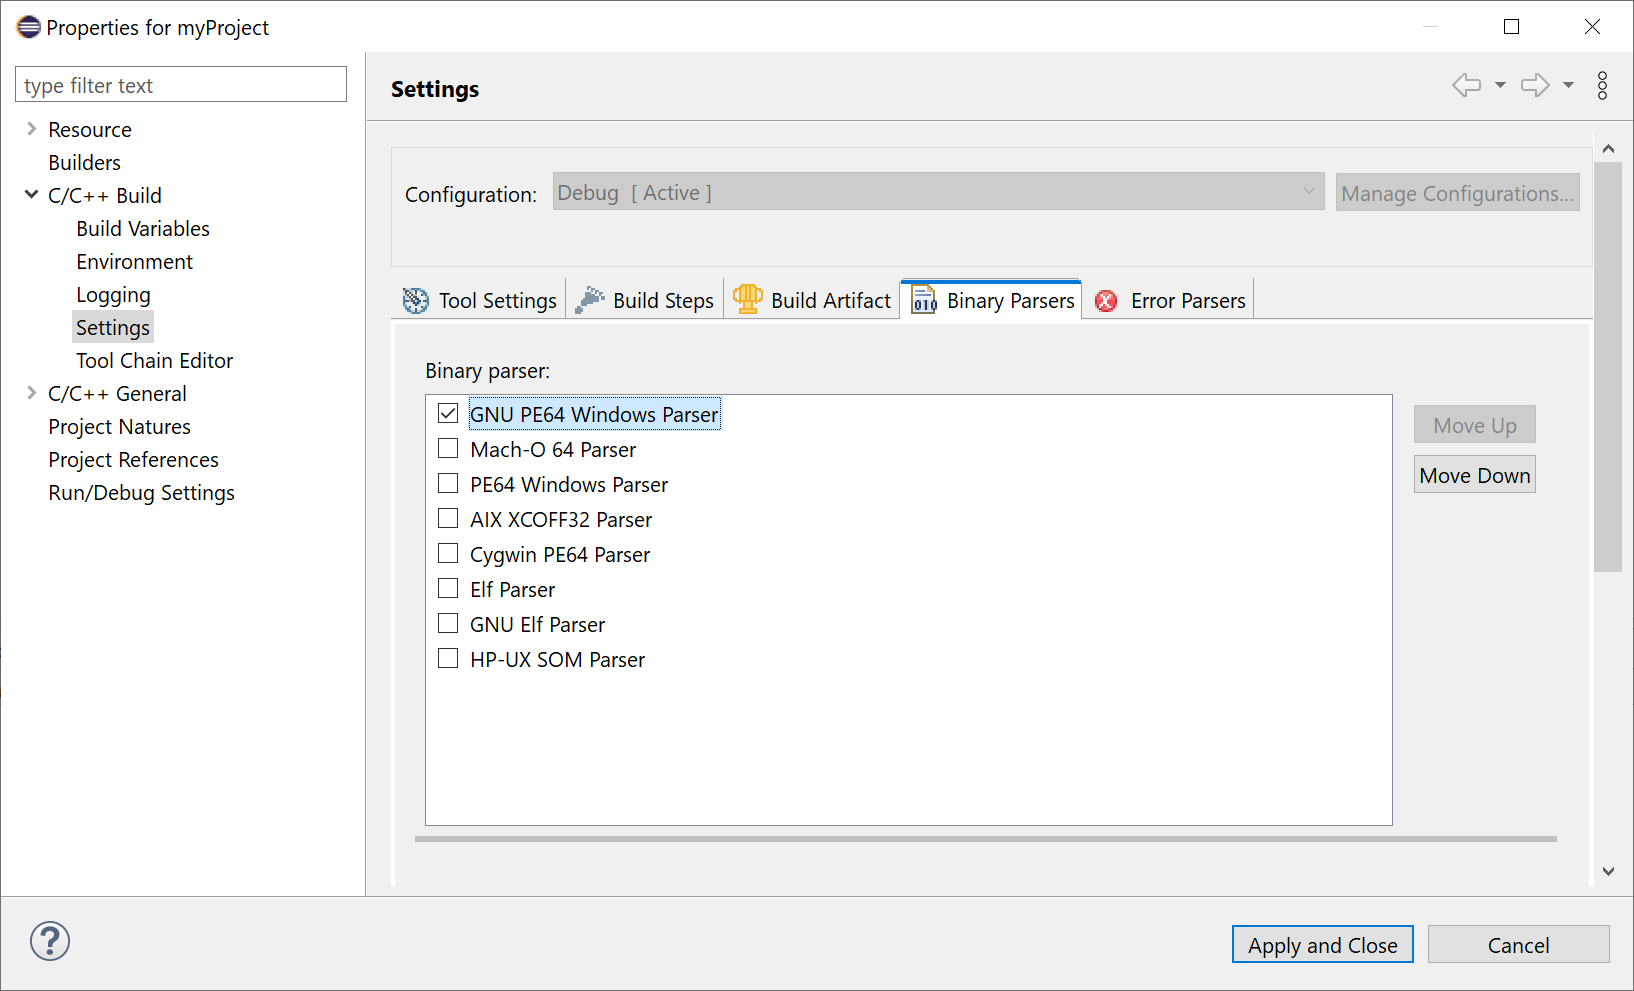 Properties for myProject
type filter text
Resource
Builders
C/C++ Build
Build Variables
Environment
Logging
Settings
Tool Chain Editor
C/C++ General
Project Natures
Project References
Run/Debug Settings
Settings
Configuration: Debug [ Active ] Manage Configurations...
Tool Settings Build Steps Build Artifact 010 Binary Parsers Error Parsers
Binary parser:
GNU PE64 Windows Parser
Mach-O 64 Parser
PE64 Windows Parser
AIX XCOFF32 Parser
Cygwin PE64 Parser
Elf Parser
GNU Elf Parser
HP-UX SOM Parser
Move Up
Move Down
?
Apply and Close Cancel